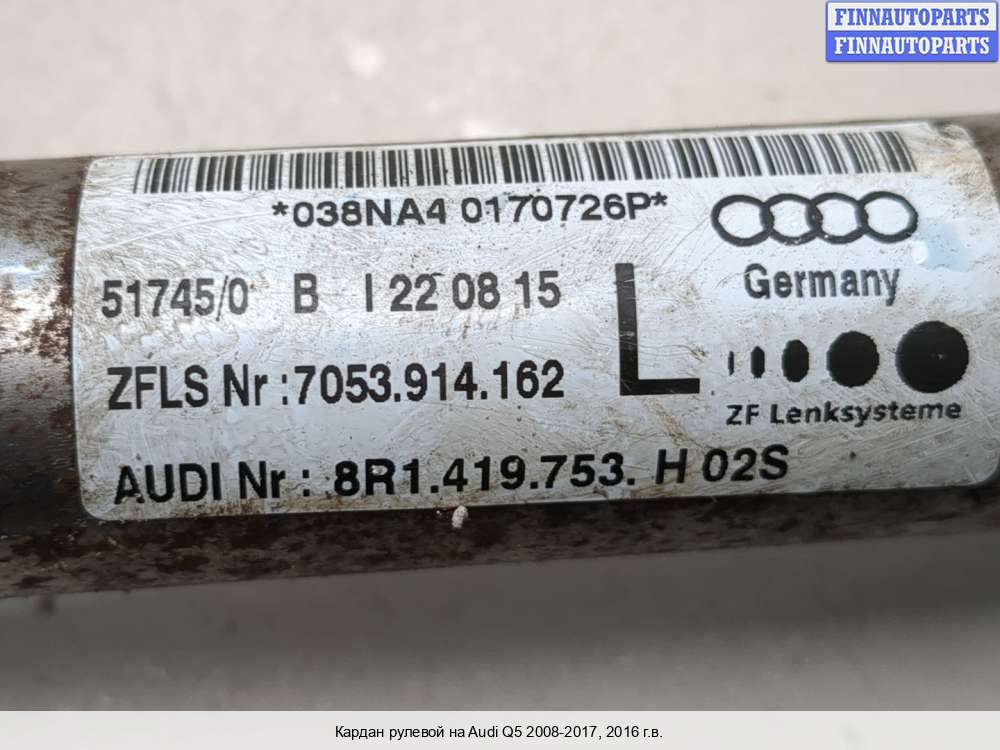 FINNAUTOPARTS
FINNAUTOPARTS
*038NA4 0170726P*
51745/0 B I 22 08 15
L
Germany
ZFLS Nr :7053.914.162
ZF Lenksysteme
AUDI Nr : 8R1.419.753. H 02S
Кардан рулевой на Audi Q5 2008-2017, 2016 г.в.